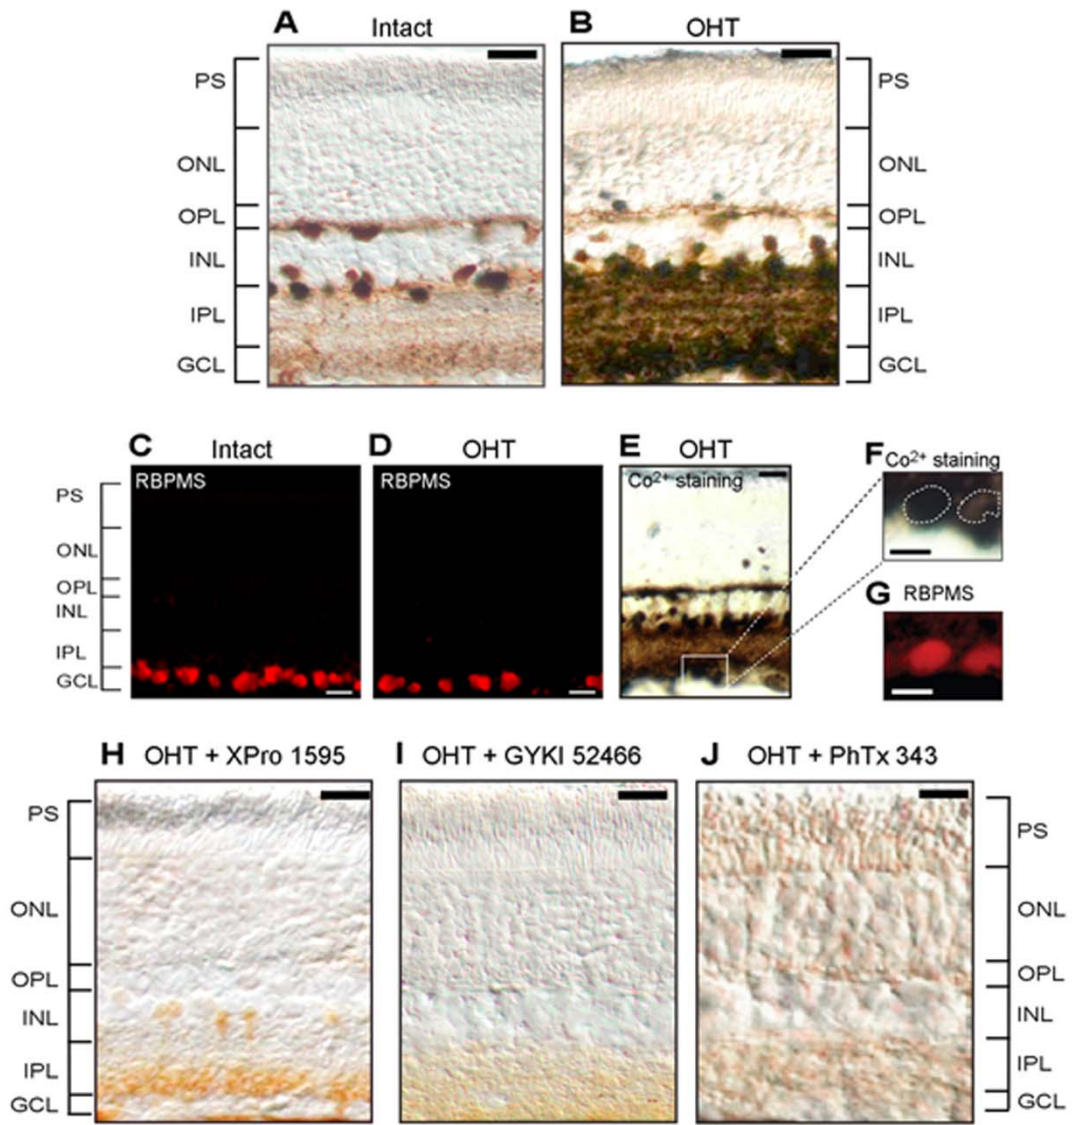 A Intact
B OHT
PS
ONL
OPL
INL
IPL
GCL
PS
ONL
OPL
INL
IPL
GCL
C Intact
RBPMS
D OHT
RBPMS
E OHT
Co2+ staining
F
Co2+ staining
G RBPMS
PS
ONL
OPL
INL
IPL
GCL
H OHT + XPro 1595
I OHT + GYKI 52466
J OHT + PhTx 343
PS
ONL
OPL
INL
IPL
GCL
PS
ONL
OPL
INL
IPL
GCL